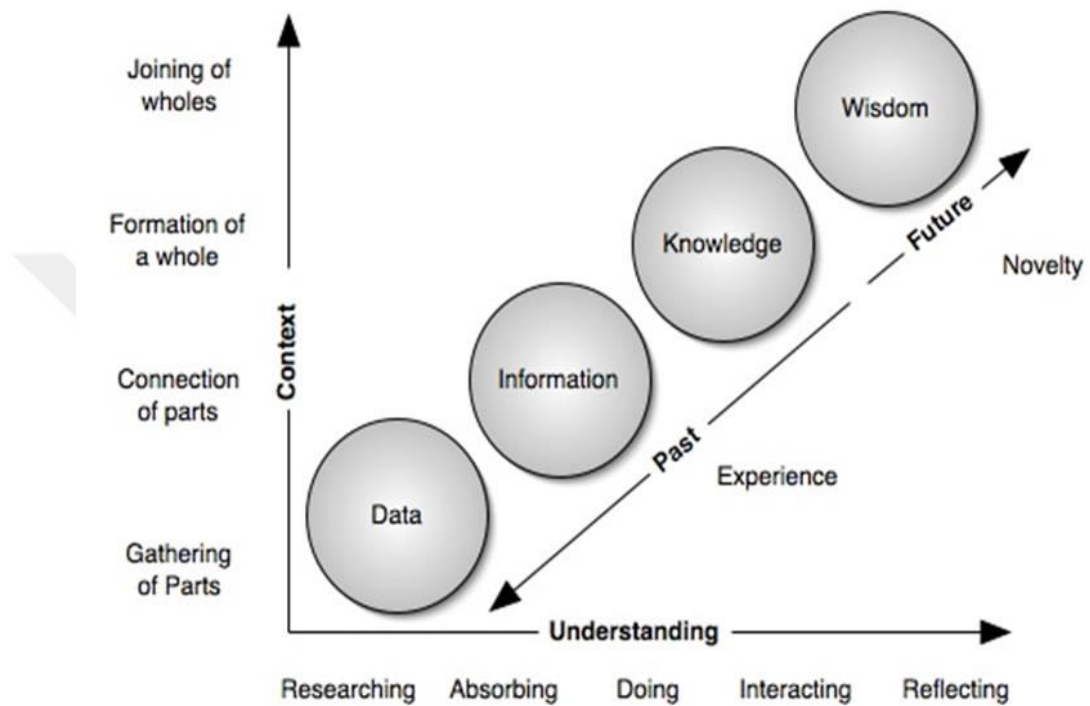 Joining of
wholes
Wisdom
Formation of
a whole
Knowledge
Future
Novelty
Context
Connection
of parts
Information
Past
Experience
Data
Gathering
of Parts
Understanding
Researching Absorbing Doing Interacting Reflecting